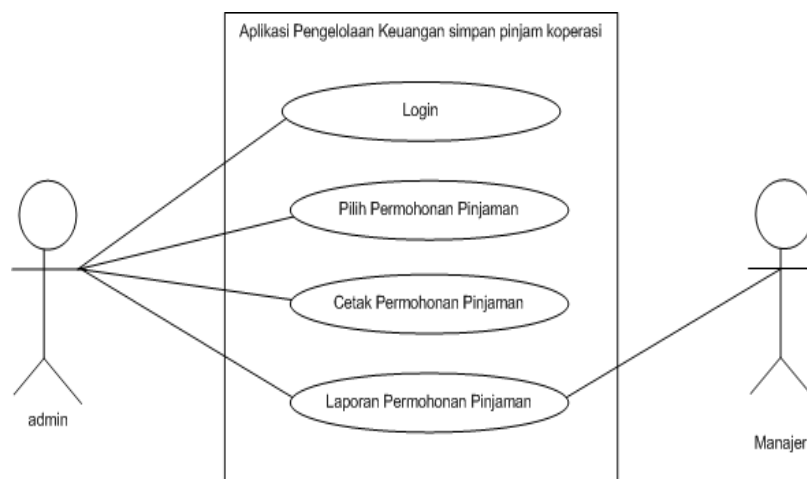 Aplikasi Pengelolaan Keuangan simpan pinjam koperasi
Login
Pilih Permohonan Pinjaman
Cetak Permohonan Pinjaman
Laporan Permohonan Pinjaman
admin
Manajer